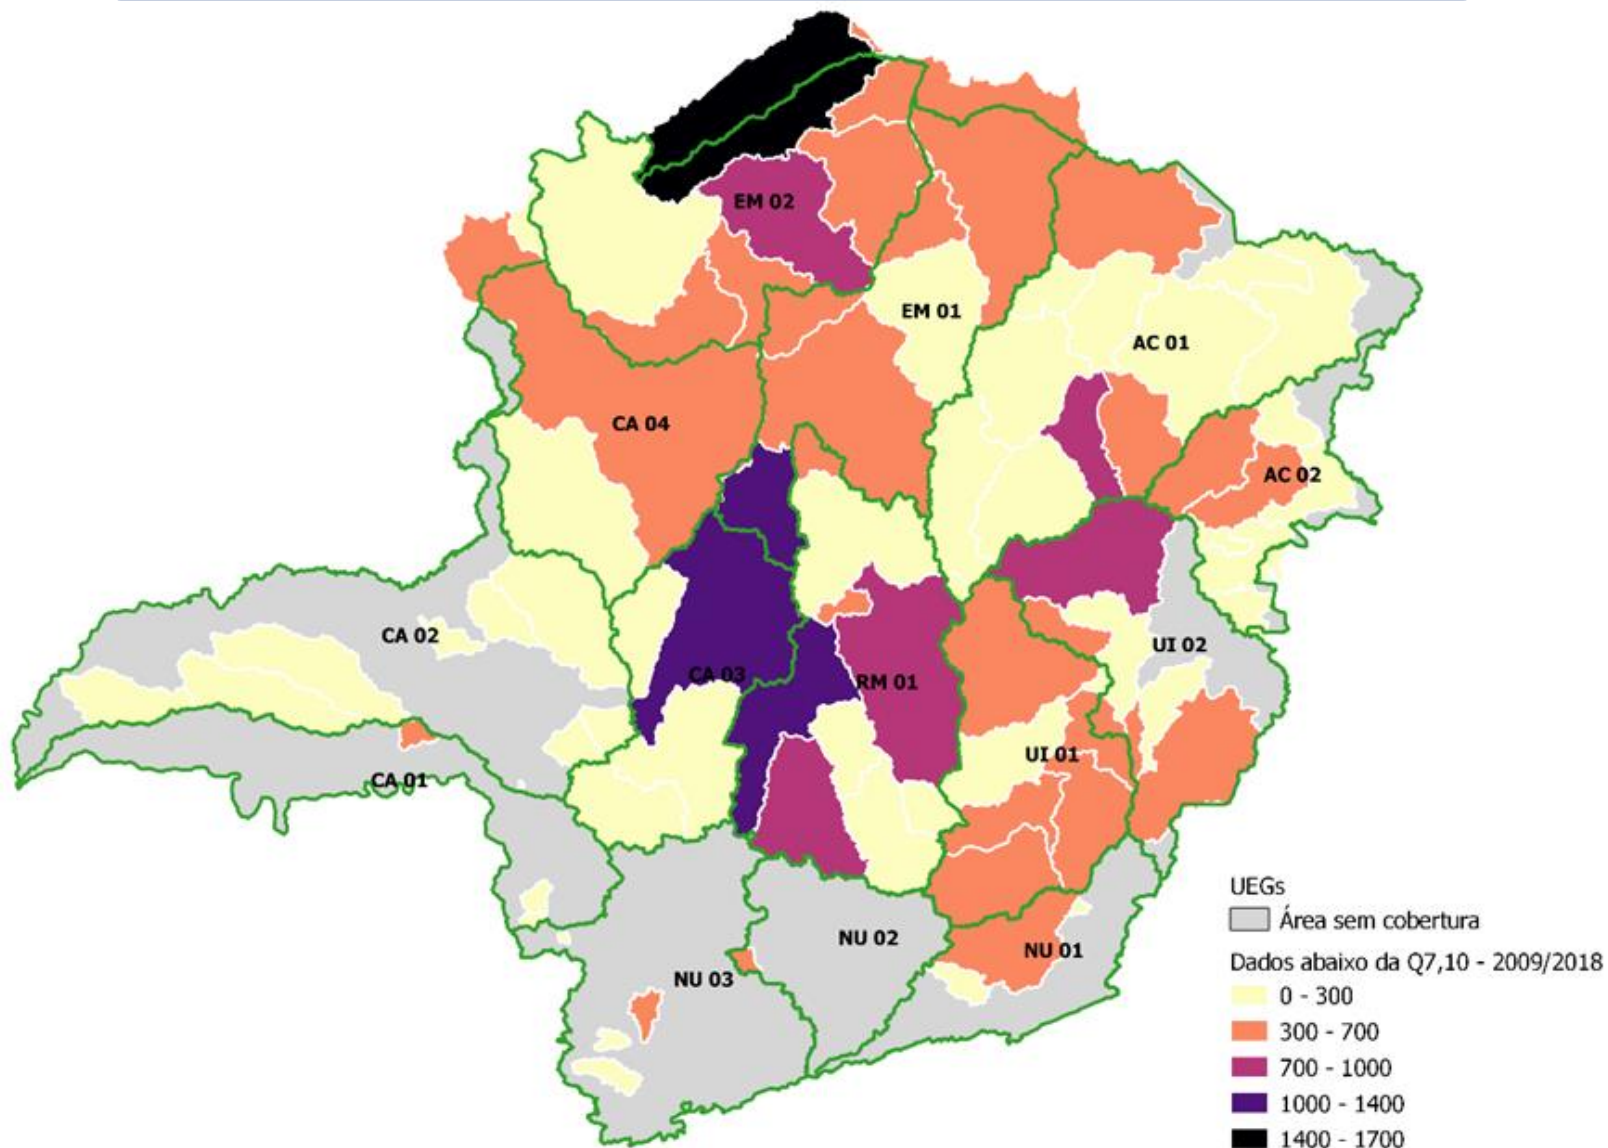 EM 02
EM 01
AC 01
CA 04
AC 02
CA 02
UI 02
CA 03
RM 01
UI 01
CA 01
NU 02
NU 01
NU 03
UEGs
Área sem cobertura
Dados abaixo da Q7,10 - 2009/2018
0 - 300
300 - 700
700 - 1000
1000 - 1400
1400 - 1700